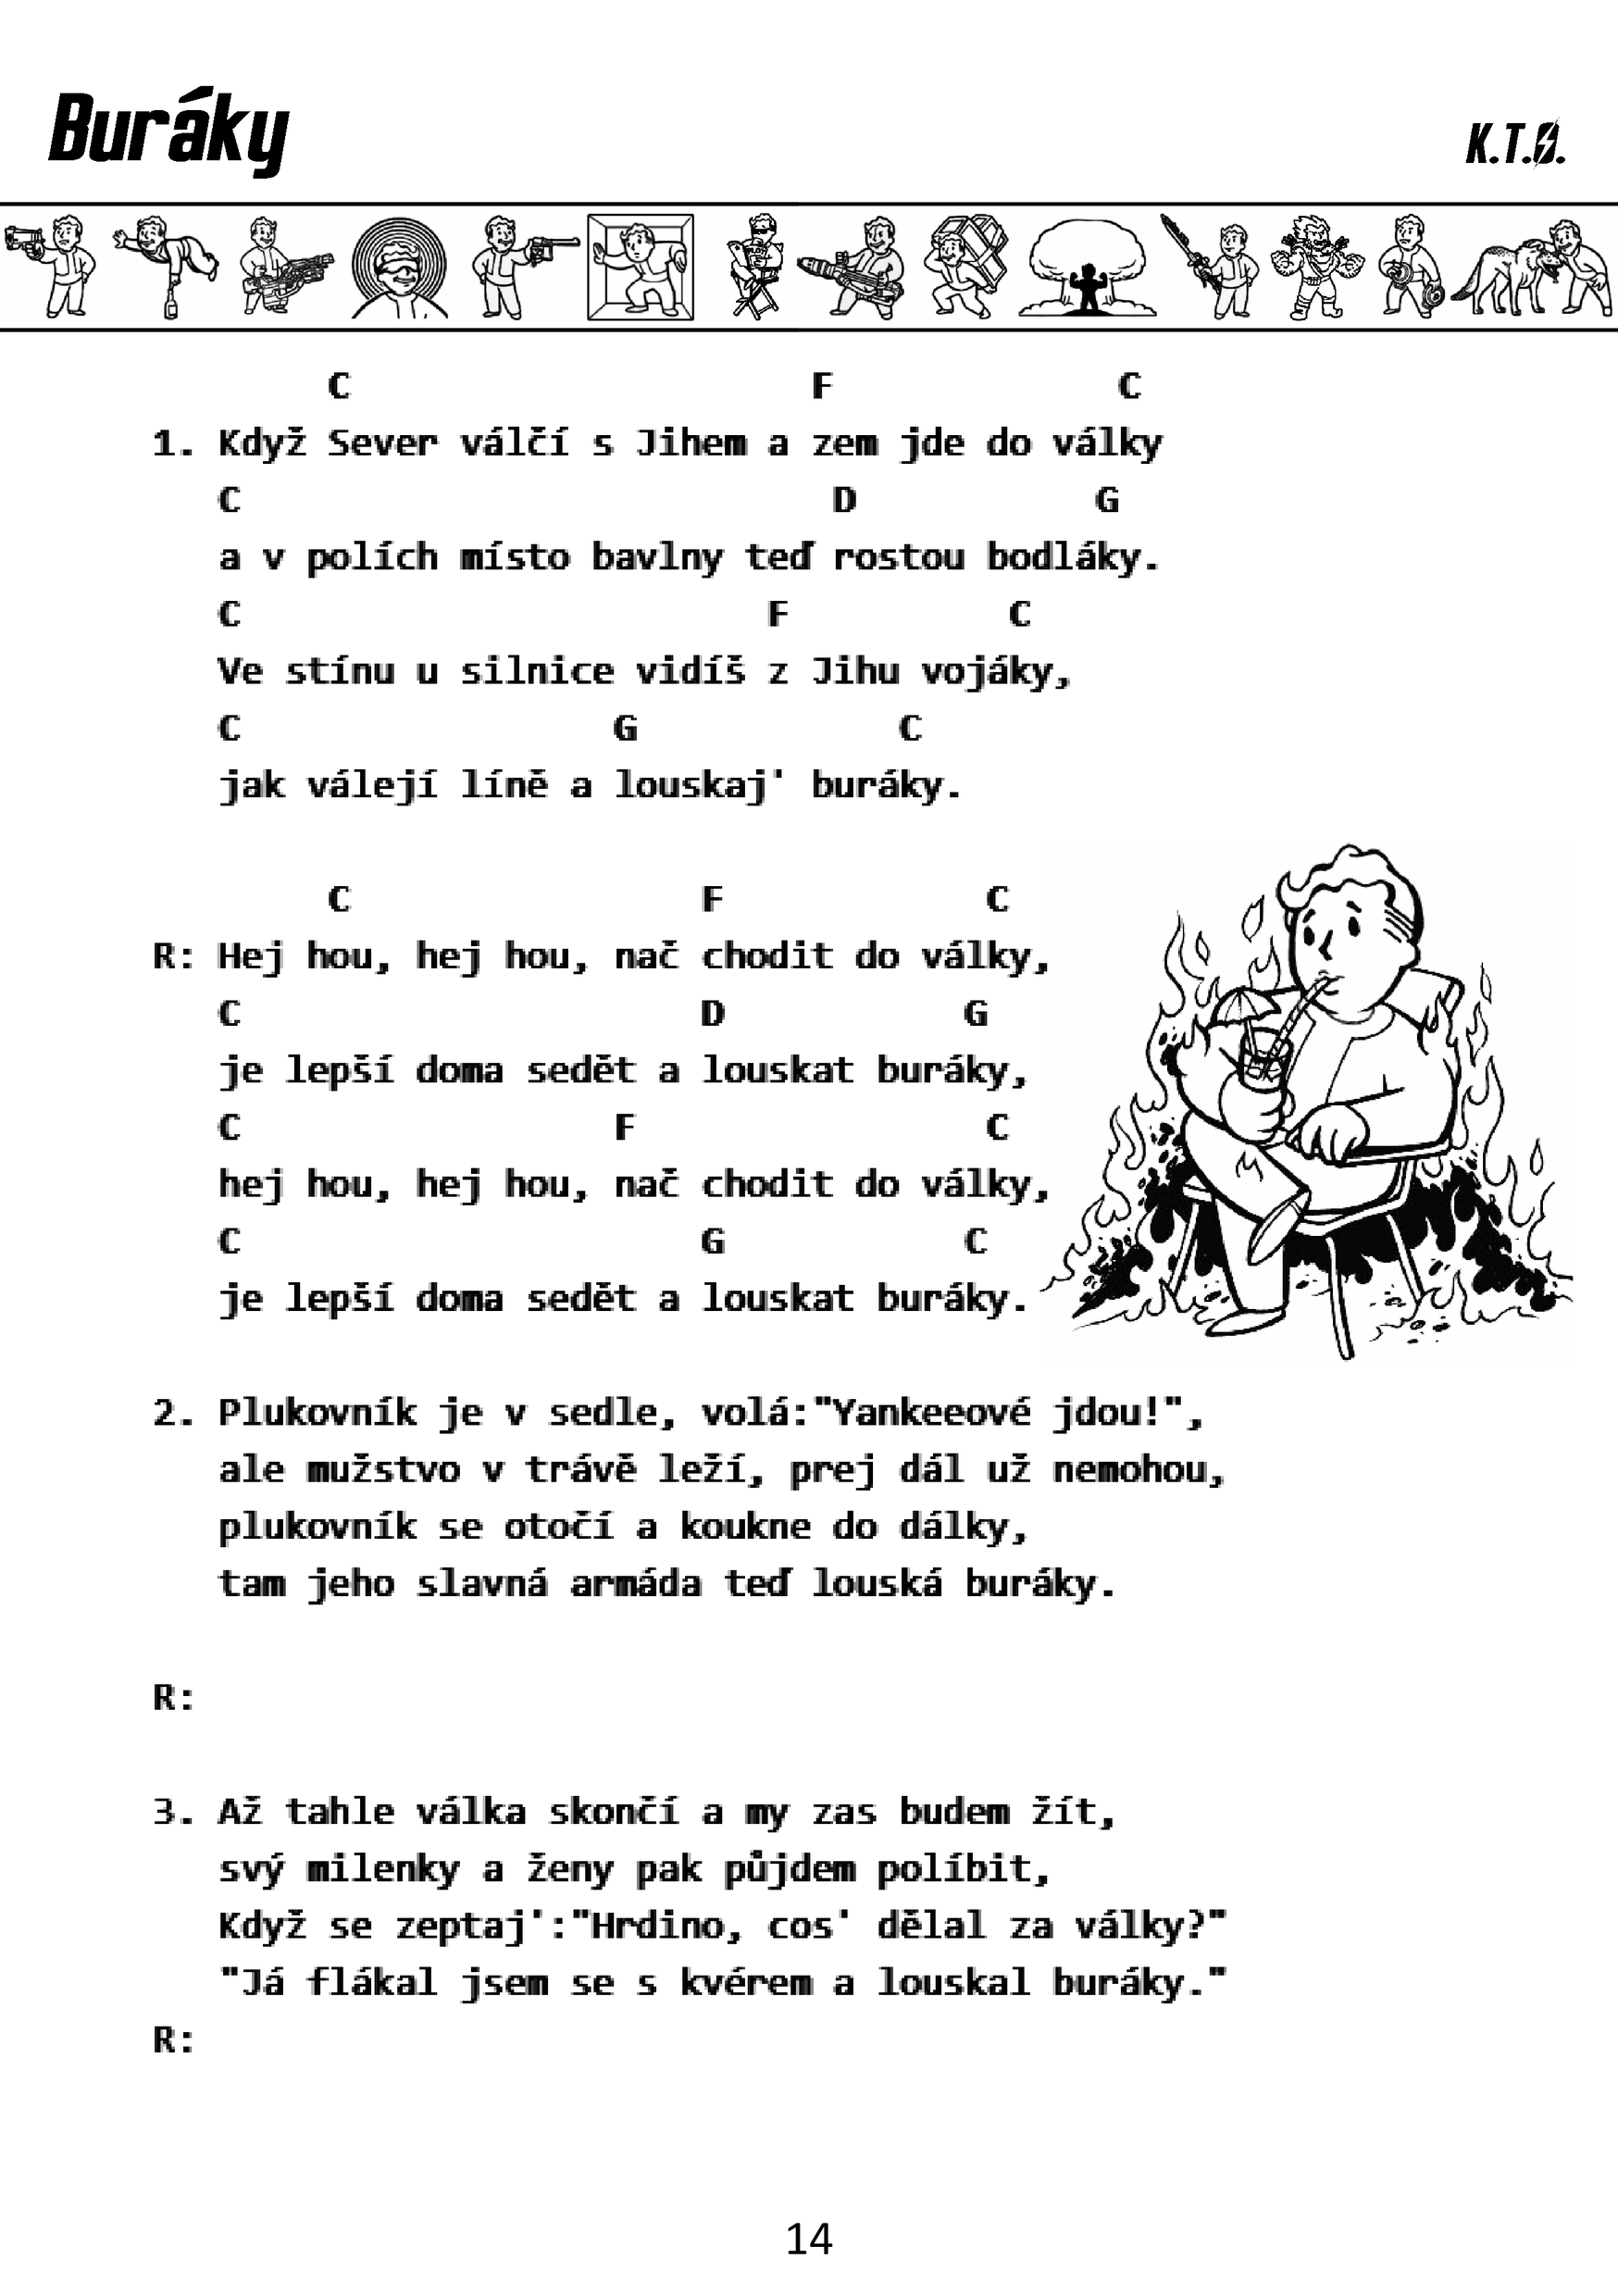 Buráky
K.T.Ø.
C F C
1. Když Sever válčí s Jihem a zem jde do války
C D G
a v polích místo bavlny teď rostou bodláky.
C F C
Ve stínu u silnice vidíš z Jihu vojáky,
C G C
jak válejí líně a louskaj' buráky.
C F C
R: Hej hou, hej hou, nač chodit do války,
C D G
je lepší doma sedět a louskat buráky,
C F C
hej hou, hej hou, nač chodit do války,
C G C
je lepší doma sedět a louskat buráky.
2. Plukovník je v sedle, volá:"Yankeeové jdou!",
ale mužstvo v trávě leží, prej dál už nemohou,
plukovník se otočí a koukne do dálky,
tam jeho slavná armáda teď louská buráky.
R:
3. Až tahle válka skončí a my zas budem žít,
svý milenky a ženy pak půjdem políbit,
Když se zeptaj':"Hrdino, cos' dělal za války?"
"Já flákal jsem se s kvérem a louskal buráky."
R:
14